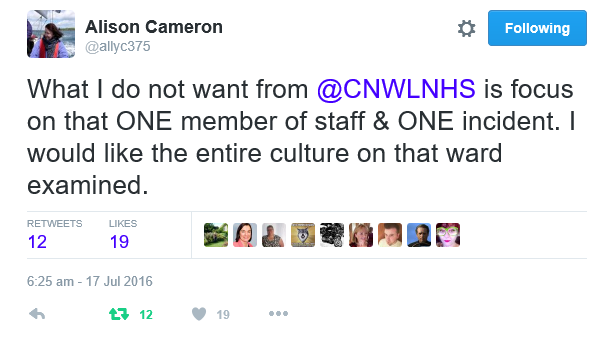 Alison Cameron
@allyc375
Following
What I do not want from @CNWLNHS is focus
on that ONE member of staff & ONE incident. I
would like the entire culture on that ward
examined.
RETWEETS LIKES
12 19
6:25 am - 17 Jul 2016
12 19